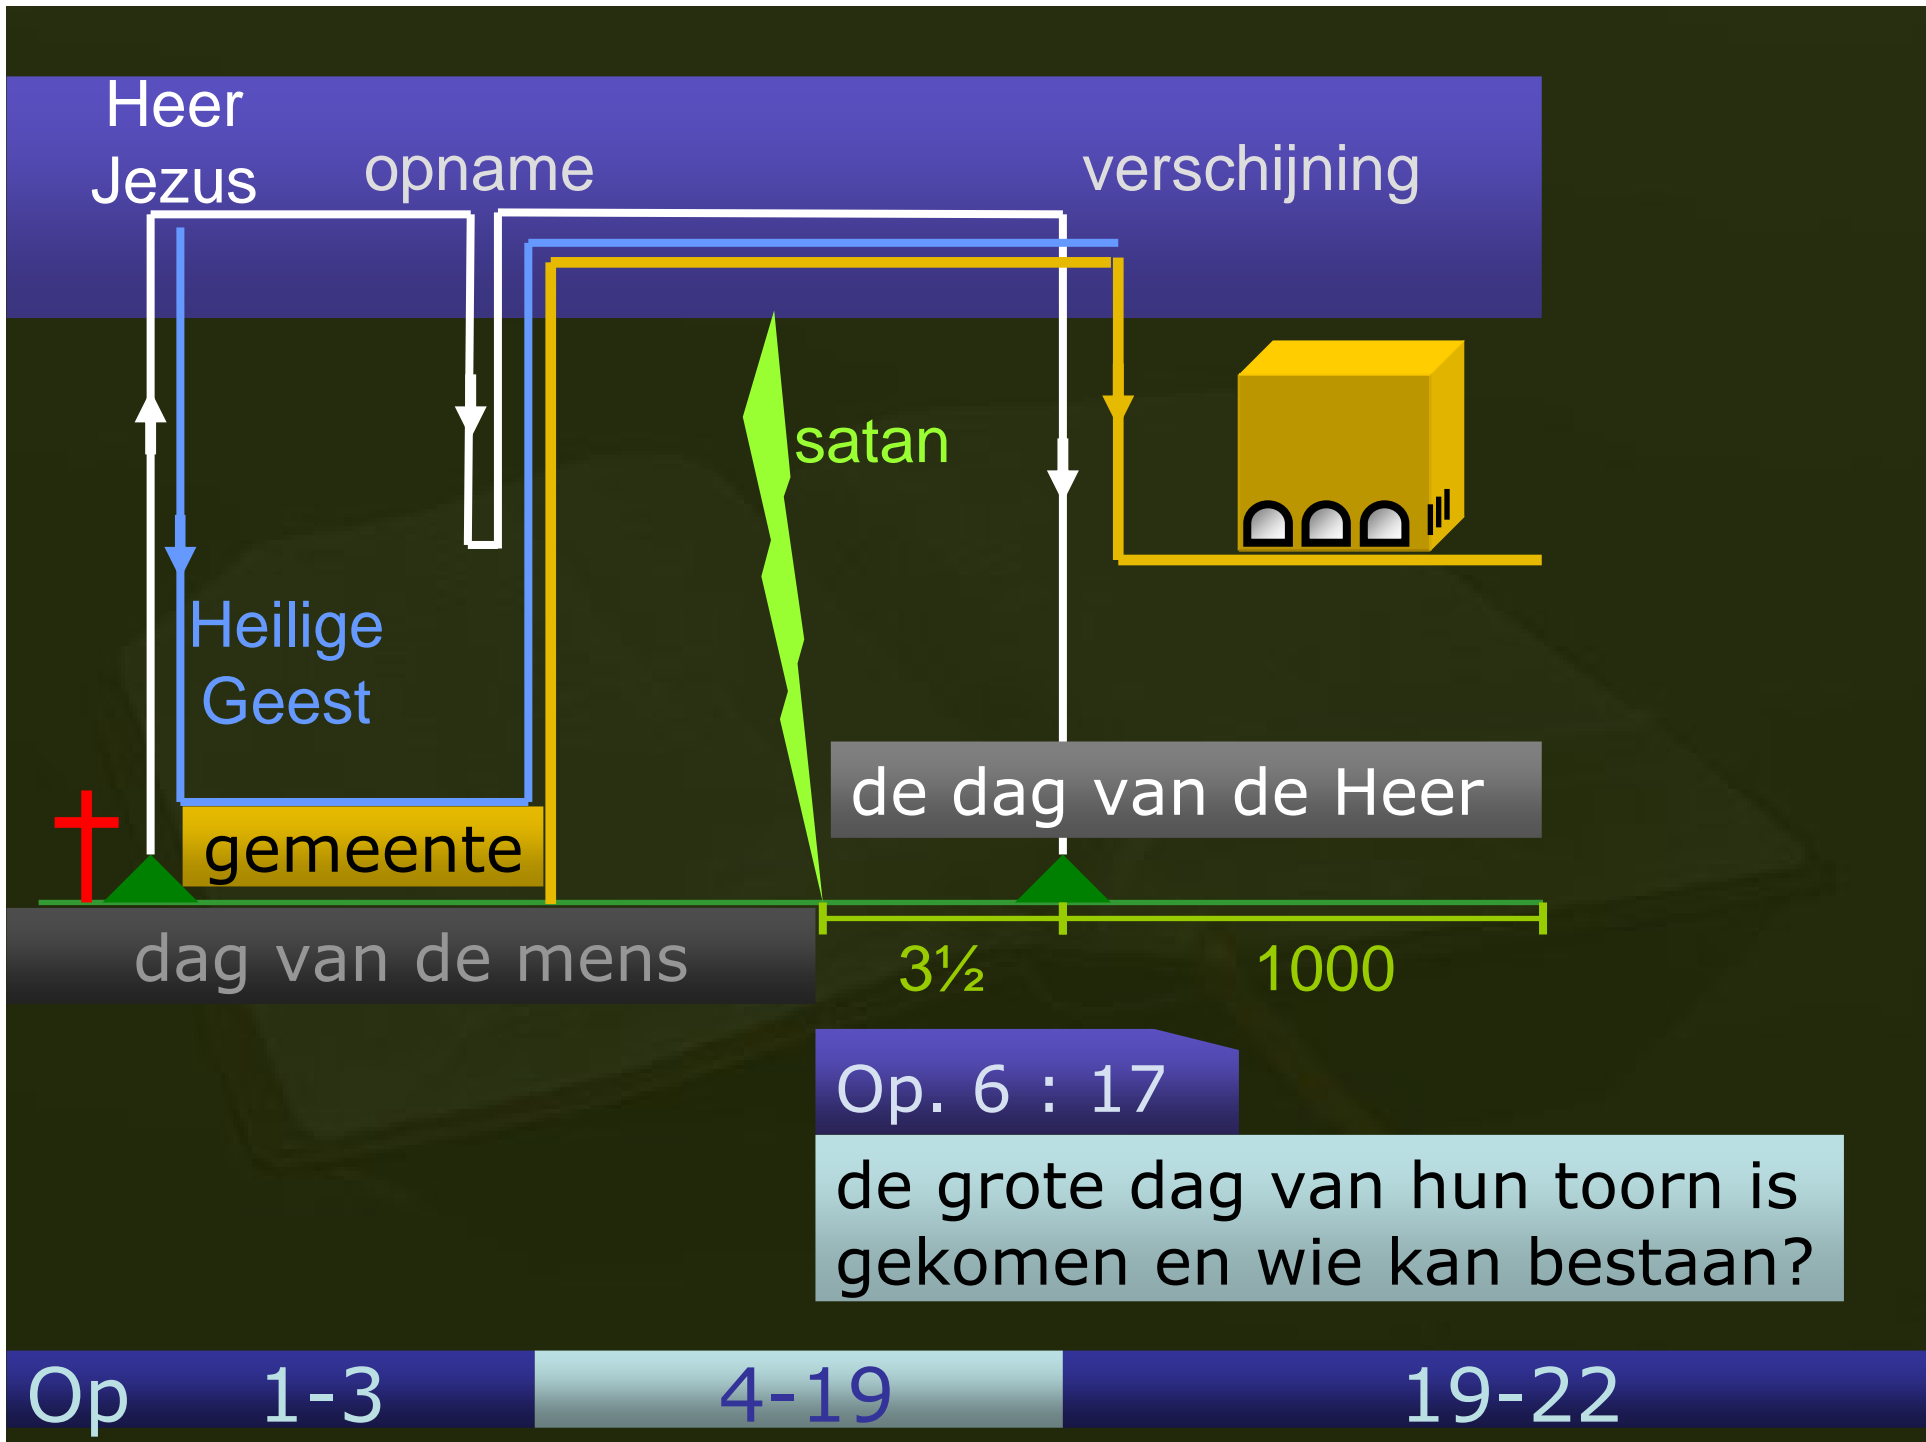 Heer
Jezus
opname
verschijning
satan
Heilige
Geest
de dag van de Heer
gemeente
dag van de mens
3½
1000
Op. 6 : 17
de grote dag van hun toorn is
gekomen en wie kan bestaan?
Op 1-3 4-19 19-22